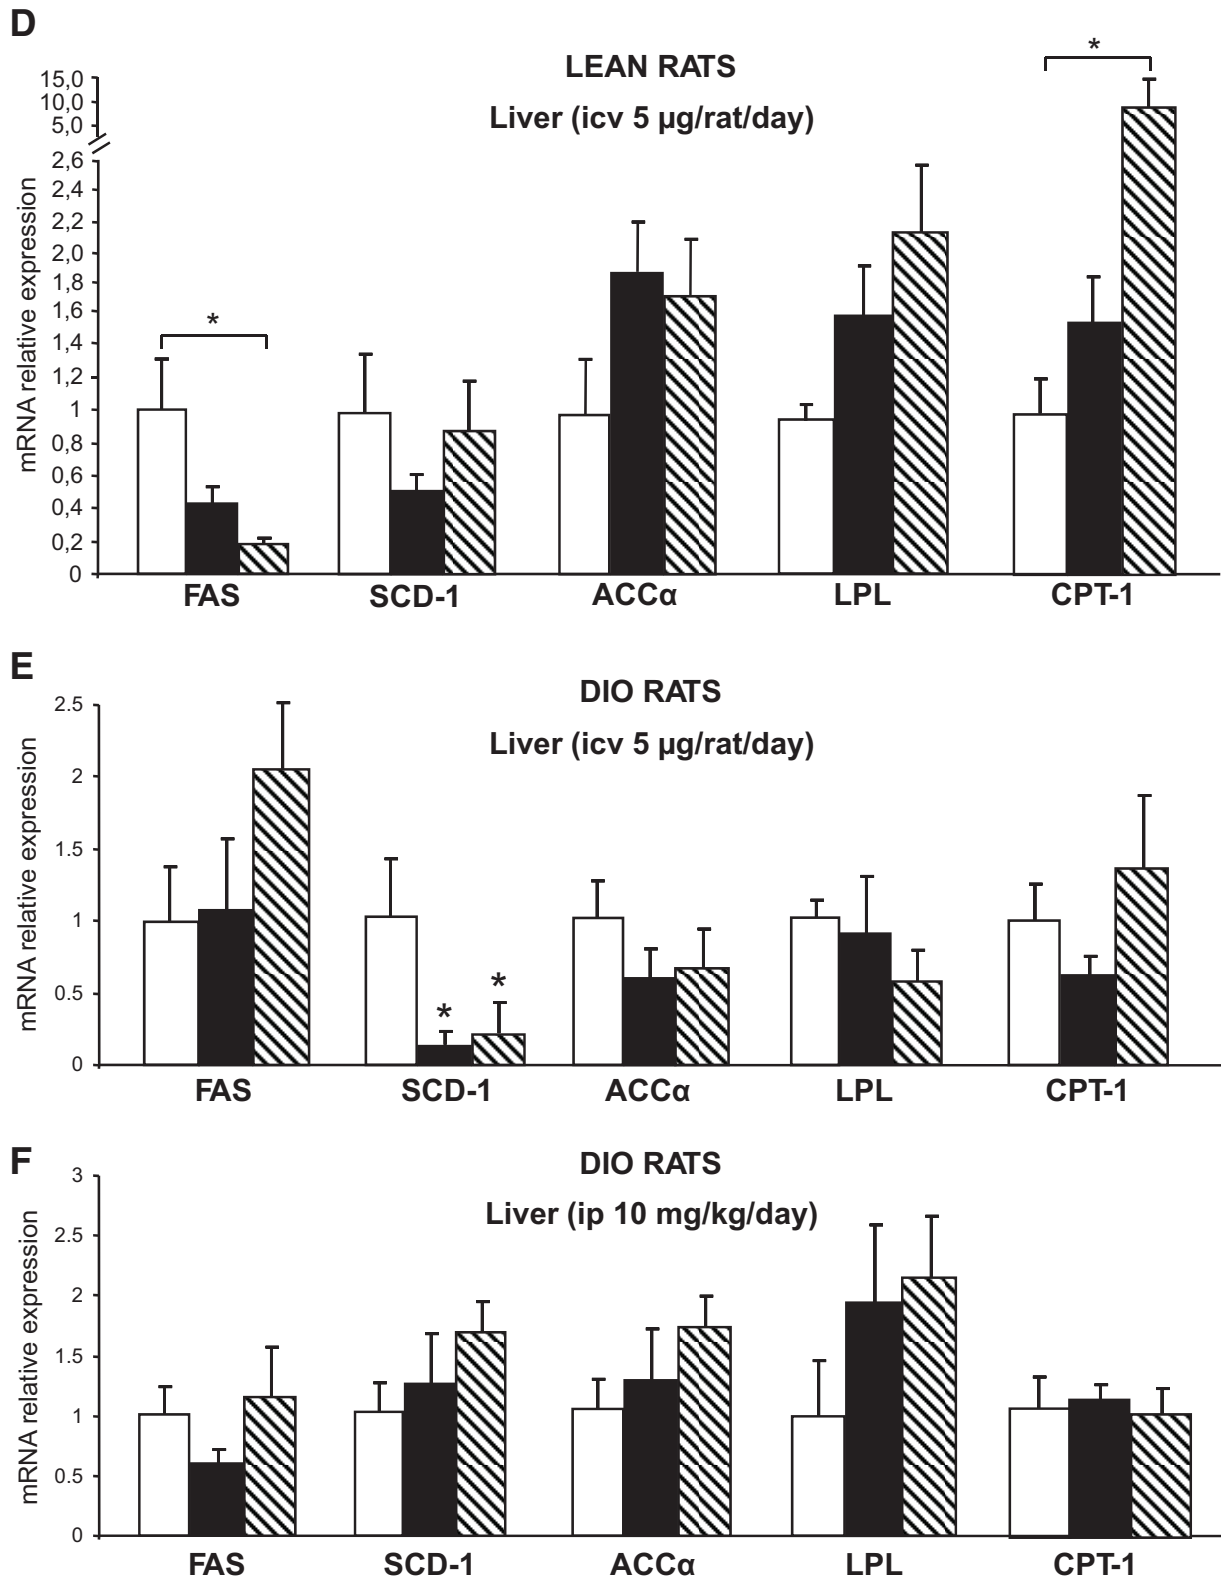 D
LEAN RATS
Liver (icv 5 µg/rat/day)
mRNA relative expression
15,0
10,0
5,0
2,6
2,4
2,2
2,0
1,8
1,6
1,4
1,2
1
0,8
0,6
0,4
0,2
0
*
*
FAS SCD-1 ACCα LPL CPT-1
E
DIO RATS
Liver (icv 5 µg/rat/day)
mRNA relative expression
2.5
2
1.5
1
0.5
0
* *
FAS SCD-1 ACCα LPL CPT-1
F
DIO RATS
Liver (ip 10 mg/kg/day)
mRNA relative expression
3
2.5
2
1.5
1
0.5
0
FAS SCD-1 ACCα LPL CPT-1